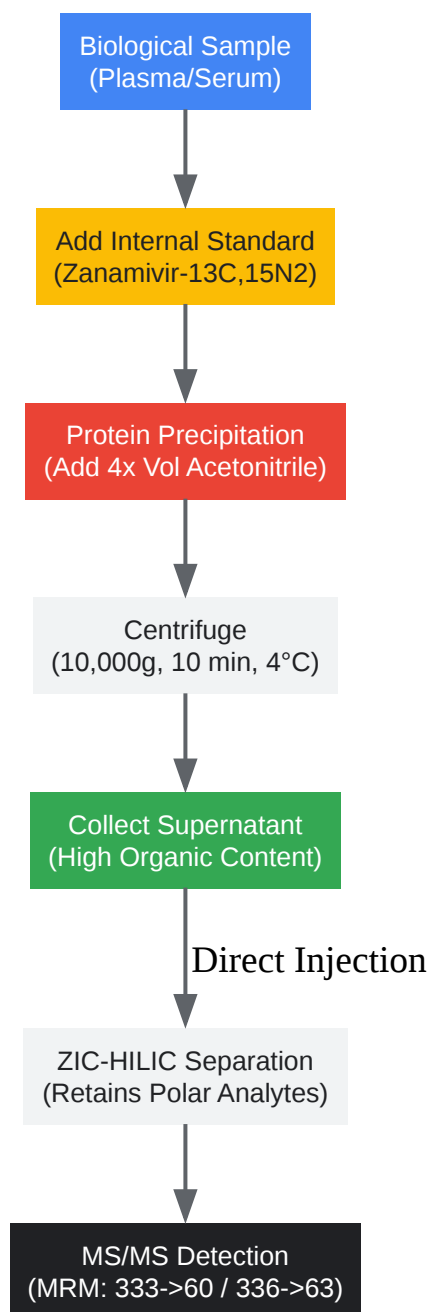 Biological Sample
(Plasma/Serum)
Add Internal Standard
(Zanamivir-13C,15N2)
Protein Precipitation
(Add 4x Vol Acetonitrile)
Centrifuge
(10,000g, 10 min, 4°C)
Collect Supernatant
(High Organic Content)
Direct Injection
ZIC-HILIC Separation
(Retains Polar Analytes)
MS/MS Detection
(MRM: 333->60 / 336->63)